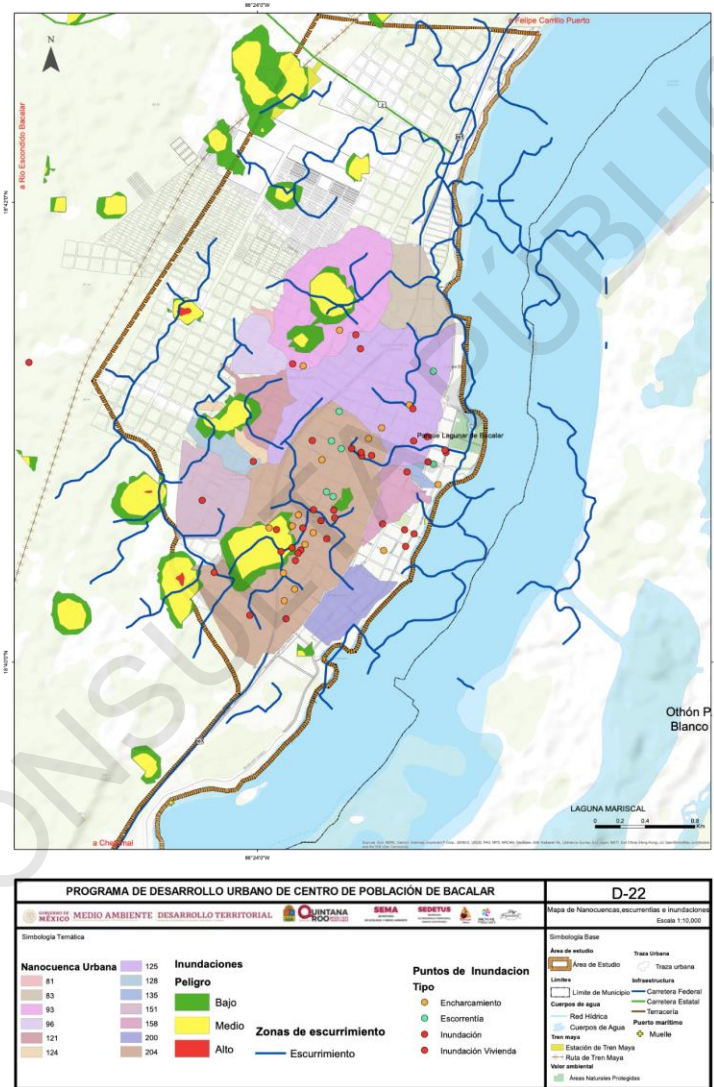 88°24'0"W
a Felipe Carrillo Puerto
N
a Rio Escondido Bacalar
18°42'0"N
Parque Lagunar de Bacalar
18°40'0"N
Othón P.
Blanco
LAGUNA MARISCAL
0 0.2 0.4 0.8
Km
a Chetumal
88°24'0"W
CONSULTA PÚBLIC
PROGRAMA DE DESARROLLO URBANO DE CENTRO DE POBLACIÓN DE BACALAR
D-22
GOBIERNO DE
MÉXICO
MEDIO AMBIENTE
DESARROLLO TERRITORIAL
QUINTANA
ROO
SEMA
SEDETUS
Mapa de Nanocuencas,escurrentias e inundaciones
Escala 1:10,000
Simbología Temática
Nanocuenca Urbana
81
83
93
96
121
124
125
128
135
151
158
200
204
Inundaciones
Peligro
Bajo
Medio
Alto
Zonas de escurrimiento
Escurrimiento
Puntos de Inundacion
Tipo
Encharcamiento
Escorrentía
Inundación
Inundación Vivienda
Simbología Base
Área de estudio
Área de Estudio
Límites
Límite de Municipio
Cuerpos de agua
Red Hídrica
Cuerpos de Agua
Tren maya
Estación de Tren Maya
Ruta de Tren Maya
Valor ambiental
Áreas Naturales Protegidas
Traza Urbana
Traza urbana
Infraestructura
Carretera Federal
Carretera Estatal
Terracería
Puerto marítimo
Muelle